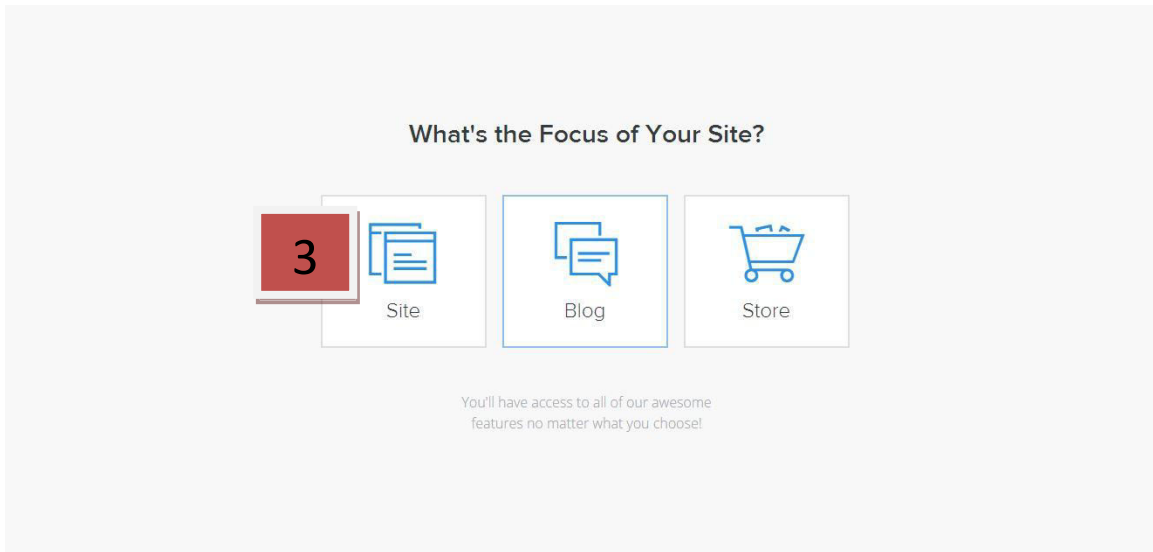 What's the Focus of Your Site?
3
Site
Blog
Store
You'll have access to all of our awesome
features no matter what you choose!